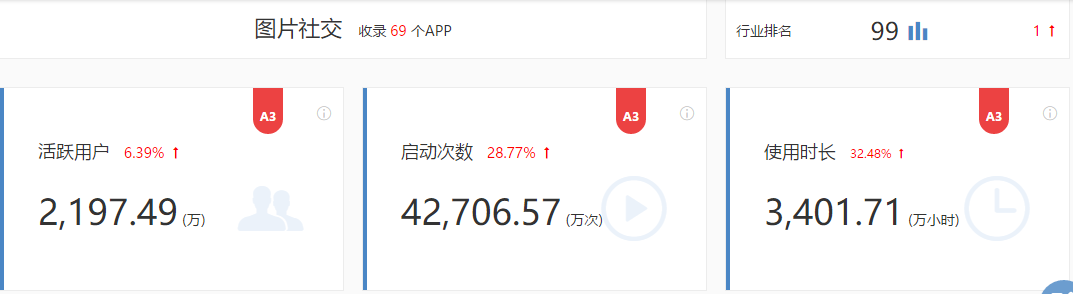 图片社交 收录 69 个APP
行业排名 99 1 ↑
A3
活跃用户 6.39% ↑
2,197.49 (万)
A3
启动次数 28.77% ↑
42,706.57 (万次)
A3
使用时长 32.48% ↑
3,401.71 (万小时)